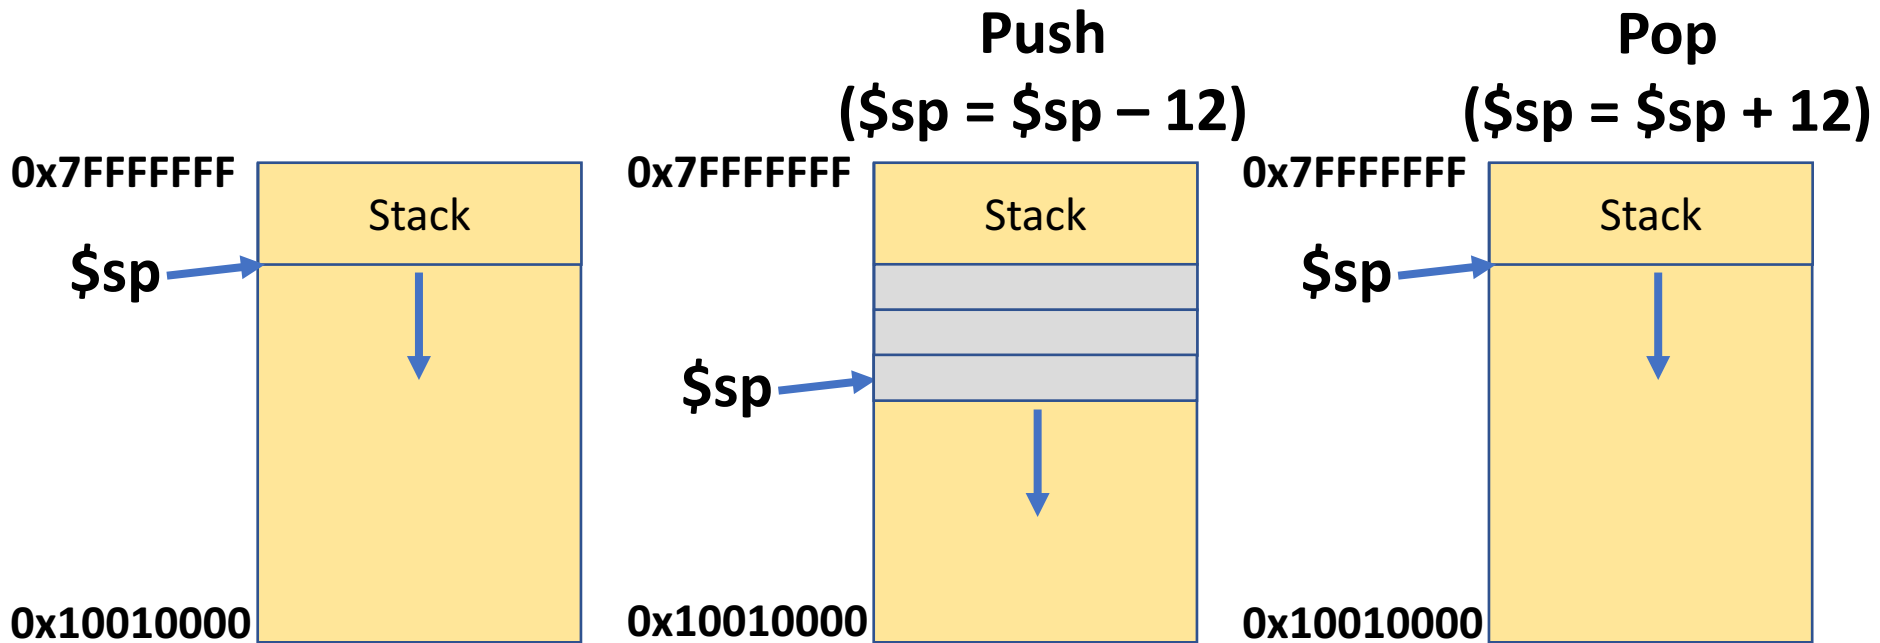 Push
($sp = $sp – 12)
Pop
($sp = $sp + 12)
0x7FFFFFFF
Stack
$sp
0x10010000
0x7FFFFFFF
Stack
$sp
0x10010000
0x7FFFFFFF
Stack
$sp
0x10010000